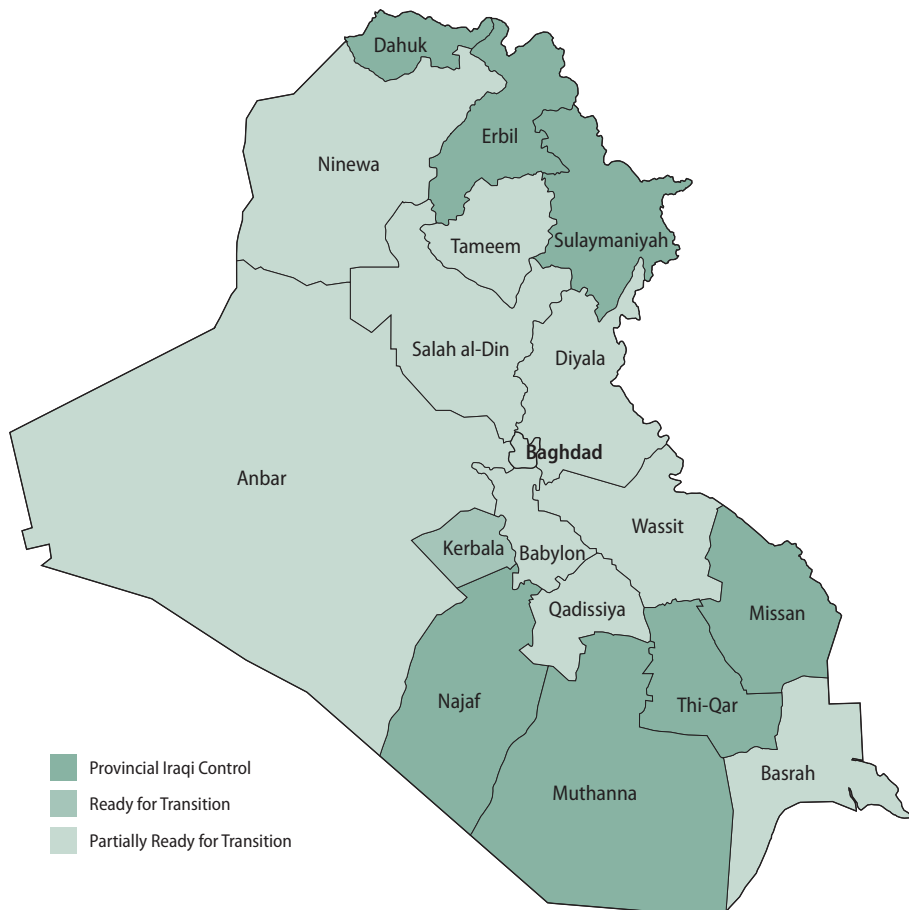 Dahuk
Erbil
Ninewa
Sulaymaniyah
Tameem
Salah al-Din
Diyala
Baghdad
Anbar
Wassit
Kerbala
Babylon
Qadissiya
Missan
Najaf
Thi-Qar
Basrah
Muthanna
Provincial Iraqi Control
Ready for Transition
Partially Ready for Transition